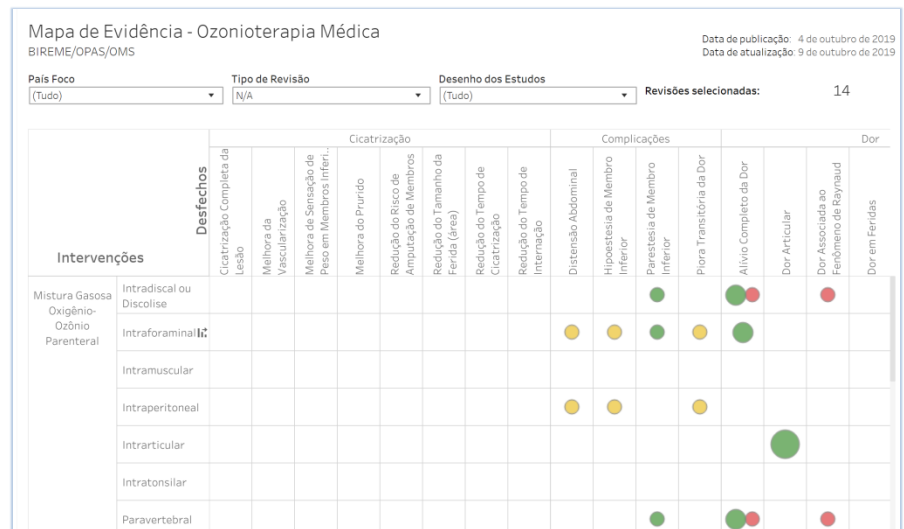 Mapa de Evidência - Ozonioterapia Médica
BIREME/OPAS/OMS
Data de publicação: 4 de outubro de 2019
Data de atualização: 9 de outubro de 2019
País Foco
(Tudo)
Tipo de Revisão
N/A
Desenho dos Estudos
(Tudo)
Revisões selecionadas:
14
Cicatrização
Complicações
Dor
Desfechos
Intervenções
Cicatrização Completa da
Lesão
Melhora da
Vascularização
Melhora de Sensação de
Peso em Membros Inferi..
Melhora do Prurido
Redução do Risco de
Amputação de Membros
Redução do Tamanho da
Ferida (área)
Redução do Tempo de
Cicatrização
Redução do Tempo de
Internação
Distensão Abdominal
Hipoestesia de Membro
Inferior
Parestesia de Membro
Inferior
Piora Transitória da Dor
Alívivo Completo da Dor
Dor Articular
Dor Associada ao
Fenômeno de Raynaud
Dor em Feridas
Mistura Gasosa
Oxigênio-
Ozônio
Parenteral
Intradiscal ou
Discolise
Intraforaminal
Intramuscular
Intraperitoneal
Intrarticular
Intratonsilar
Paravertebral